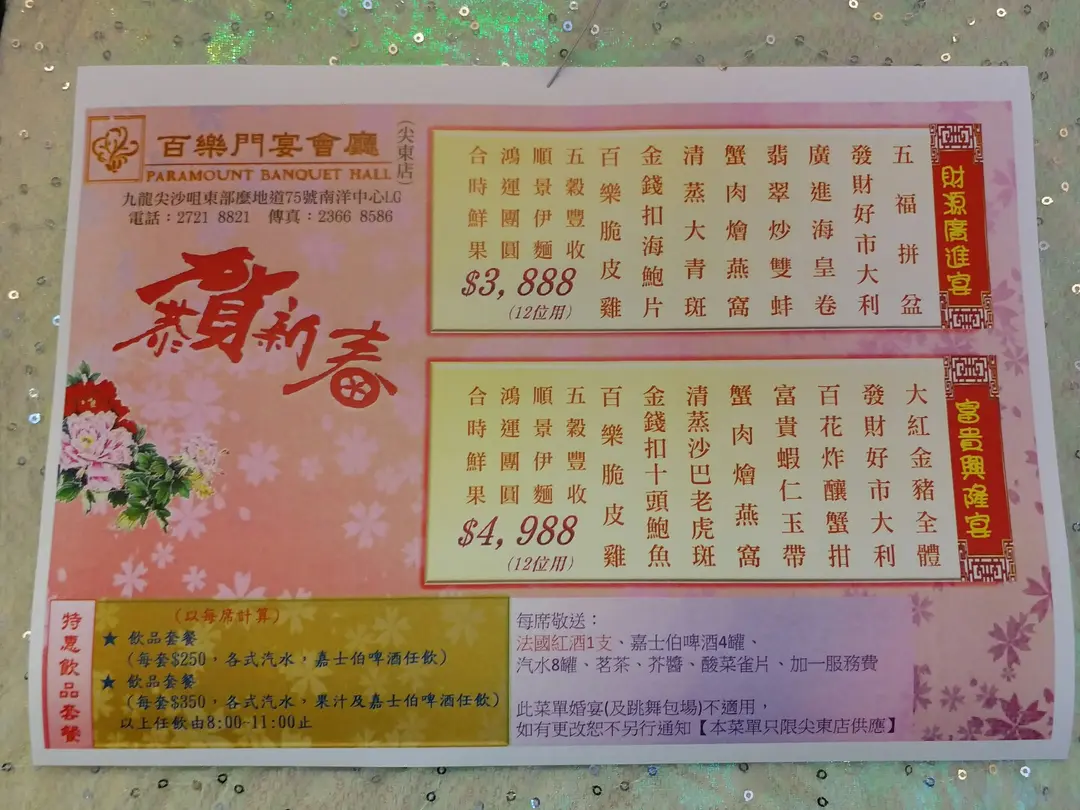 百樂門宴會廳
(尖東店)
PARAMOUNT BANQUET HALL
九龍尖沙咀東部麼地道75號南洋中心LG
電話：2721 8821　傳真：2366 8586
恭賀新春
財源廣進宴
五福拼盆
發財好市大利
廣進海皇卷
翡翠炒雙蚌
蟹肉燴燕窩
清蒸大青斑
金錢扣海鮑片
百樂脆皮雞
五穀豐收
順景伊麵
鴻運團圓
合時鮮果
$3,888
(12位用)
富貴興隆宴
大紅金豬全體
發財好市大利
百花炸釀蟹拑
富貴蝦仁玉帶
蟹肉燴燕窩
清蒸沙巴老虎斑
金錢扣十頭鮑魚
百樂脆皮雞
五穀豐收
順景伊麵
鴻運團圓
合時鮮果
$4,988
(12位用)
特惠飲品套餐
(以每席計算)
★ 飲品套餐
(每套$250，各式汽水，嘉士伯啤酒任飲)
★ 飲品套餐
(每套$350，各式汽水，果汁及嘉士伯啤酒任飲)
以上任飲由8:00~11:00止
每席敬送：
法國紅酒1支、嘉士伯啤酒4罐、
汽水8罐、茗茶、芥醬、酸菜雀片、加一服務費
此菜單婚宴(及跳舞包場)不適用，
如有更改恕不另行通知【本菜單只限尖東店供應】